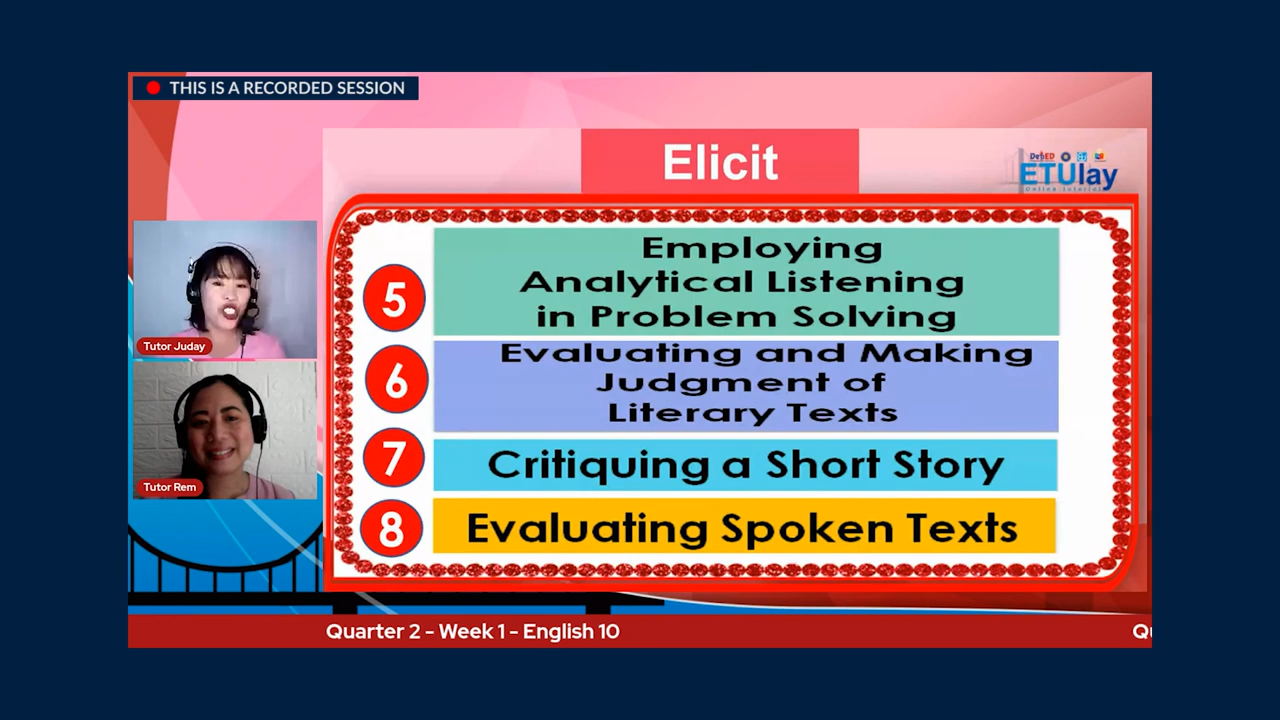 THIS IS A RECORDED SESSION
Elicit
DepED
ETUlay
Online Tutorial
5
Employing
Analytical Listening
in Problem Solving
6
Evaluating and Making
Judgment of
Literary Texts
7
Critiquing a Short Story
8
Evaluating Spoken Texts
Tutor Juday
Tutor Rem
Quarter 2 - Week 1 - English 10